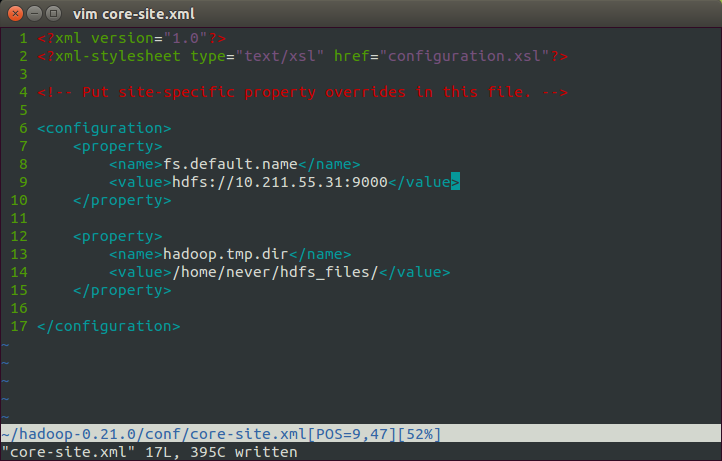 vim core-site.xml
1 <?xml version="1.0"?>
2 <?xml-stylesheet type="text/xsl" href="configuration.xsl"?>
3
4 <!-- Put site-specific property overrides in this file. -->
5
6 <configuration>
7     <property>
8         <name>fs.default.name</name>
9         <value>hdfs://10.211.55.31:9000</value>
10     </property>
11
12     <property>
13         <name>hadoop.tmp.dir</name>
14         <value>/home/never/hdfs_files/</value>
15     </property>
16
17 </configuration>
~
~
~
~
~
~/hadoop-0.21.0/conf/core-site.xml[POS=9,47][52%]
"core-site.xml" 17L, 395C written